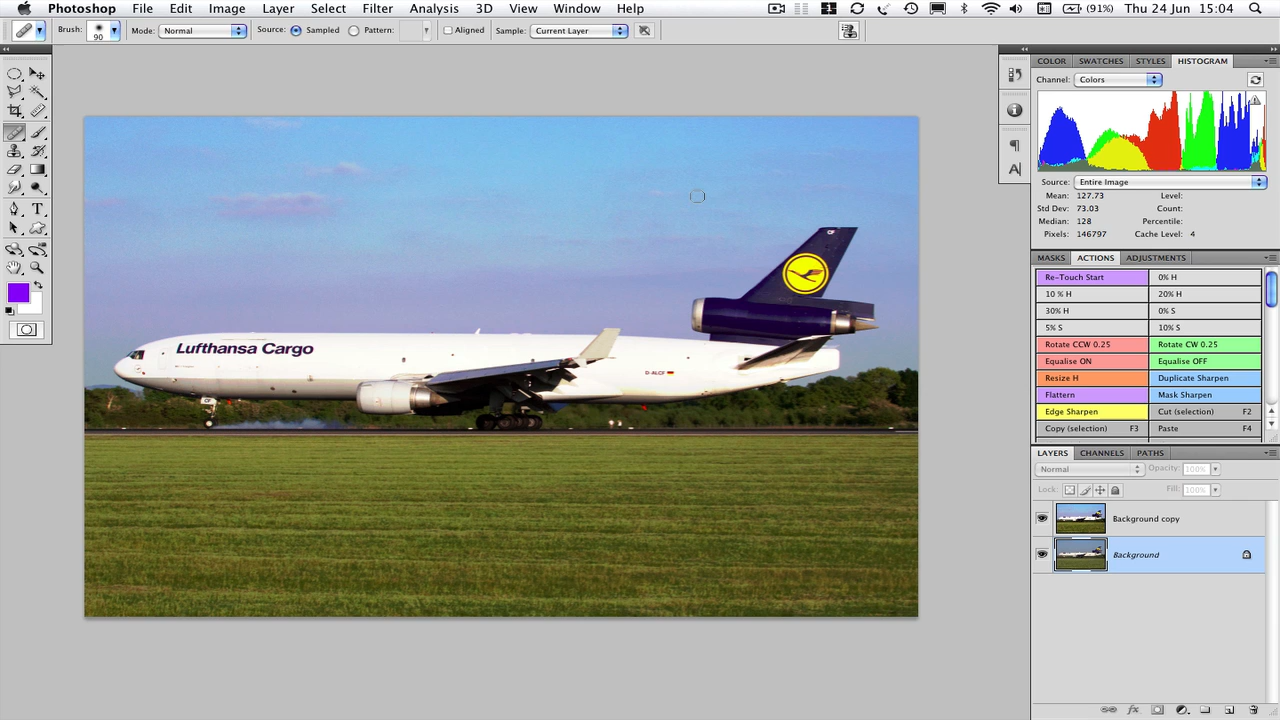 Photoshop File Edit Image Layer Select Filter Analysis 3D View Window Help (91%) Thu 24 Jun 15:04
Brush: 90 Mode: Normal Source: Sampled Pattern: Aligned Sample: Current Layer
COLOR SWATCHES STYLES HISTOGRAM
Channel: Colors
Source: Entire Image
Mean: 127.73 Level:
Std Dev: 73.03 Count:
Median: 128 Percentile:
Pixels: 146797 Cache Level: 4
MASKS ACTIONS ADJUSTMENTS
Re-Touch Start 0% H
10 % H 20% H
30% H 0% S
5% S 10% S
Rotate CCW 0.25 Rotate CW 0.25
Equalise ON Equalise OFF
Resize H Duplicate Sharpen
Flattern Mask Sharpen
Edge Sharpen Cut (selection) F2
Copy (selection) F3 Paste F4
LAYERS CHANNELS PATHS
Normal Opacity: 100%
Lock: Fill: 100%
Background copy
Background
Lufthansa Cargo
D-ALCF
CF
CF